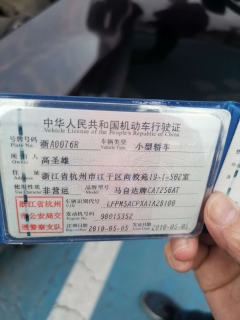 中华人民共和国机动车行驶证
Vehicle License of the People's Republic of China
号牌号码 浙A0076R 车辆类型 小型轿车
Plate No. Vehicle Type
所有人 高圣雄
Owner
住址 浙江省杭州市江干区南教苑19-1-502室
Address
使用性质 非营运 品牌型号 马自达牌CA7256AT
Use Character Model
浙江省杭州市公安局交通警察支队
车辆识别代号 LFPM5ACPXA1A28100
VIN
发动机号码 90015352
Engine No.
注册日期 2010-05-05 发证日期 2010-05-05
Register Date Issue Date